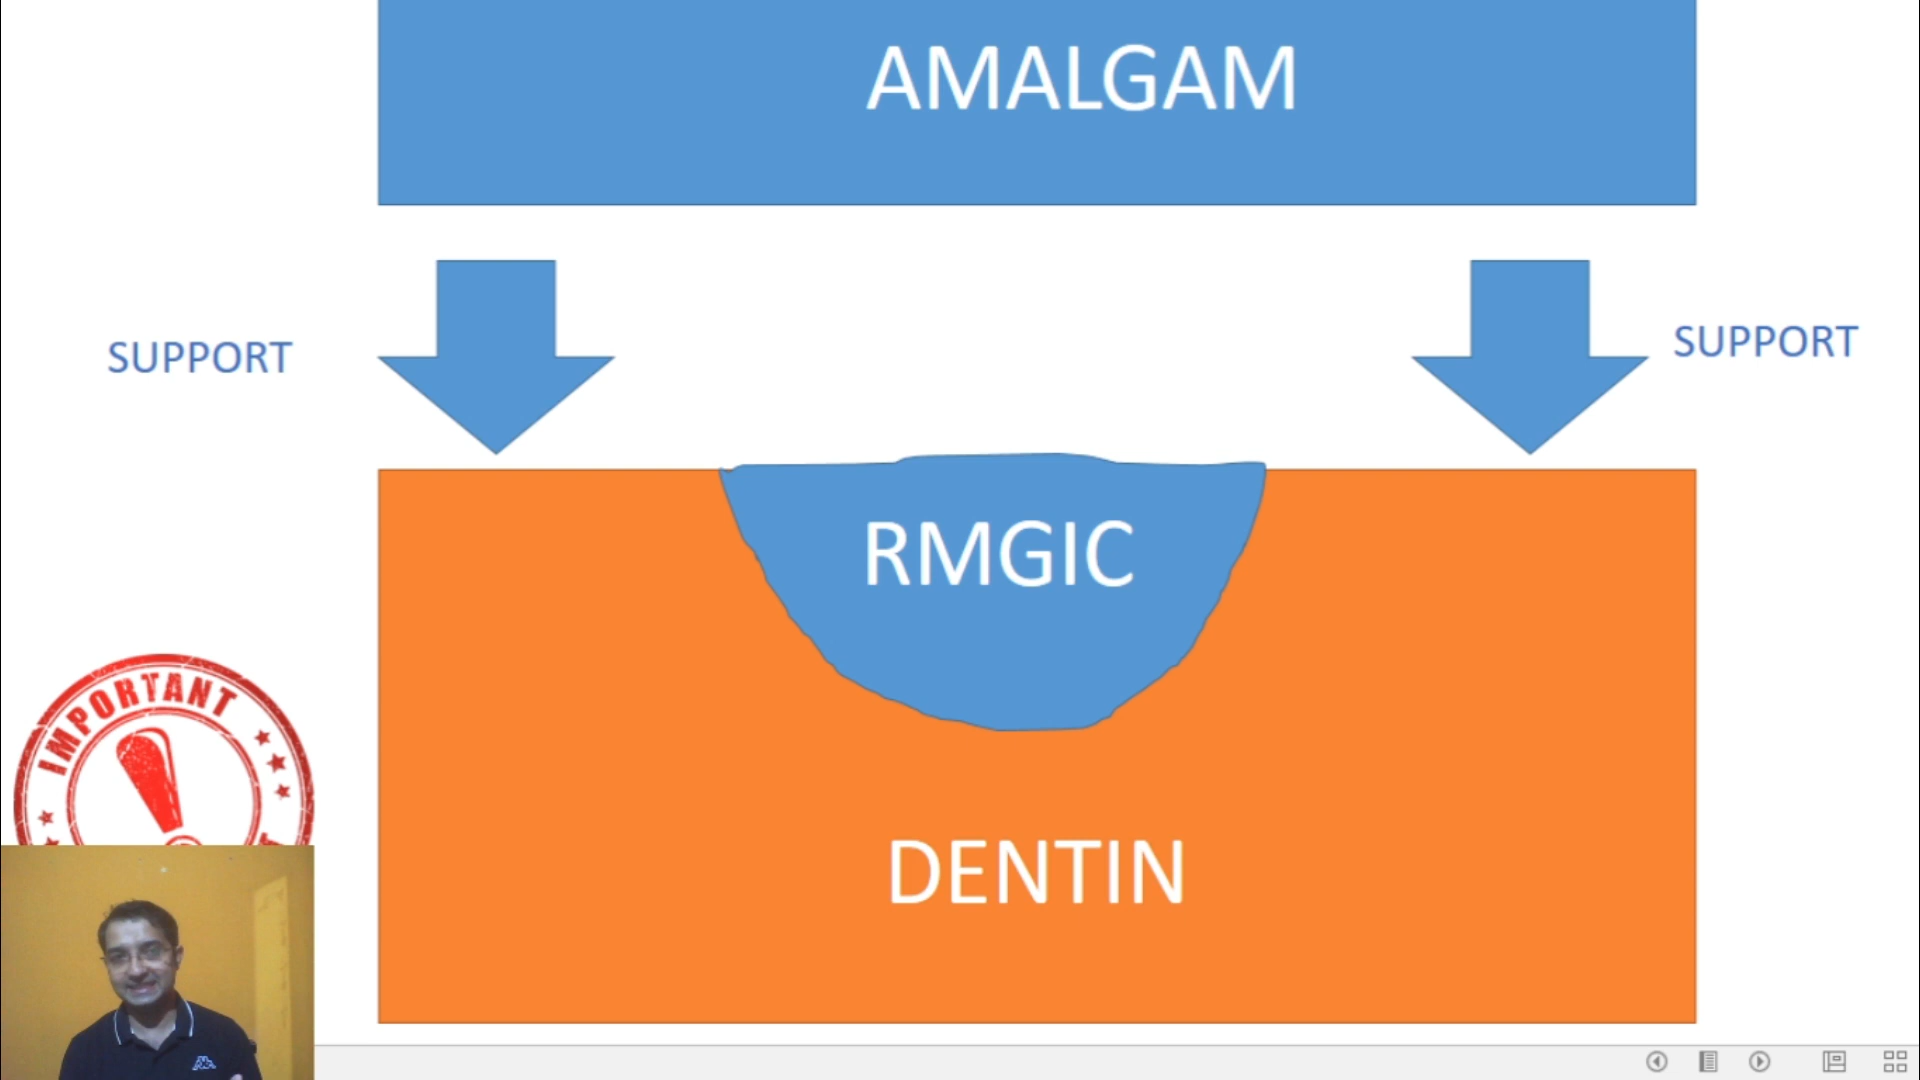 AMALGAM
SUPPORT
SUPPORT
RMGIC
IMPORTANT
DENTIN